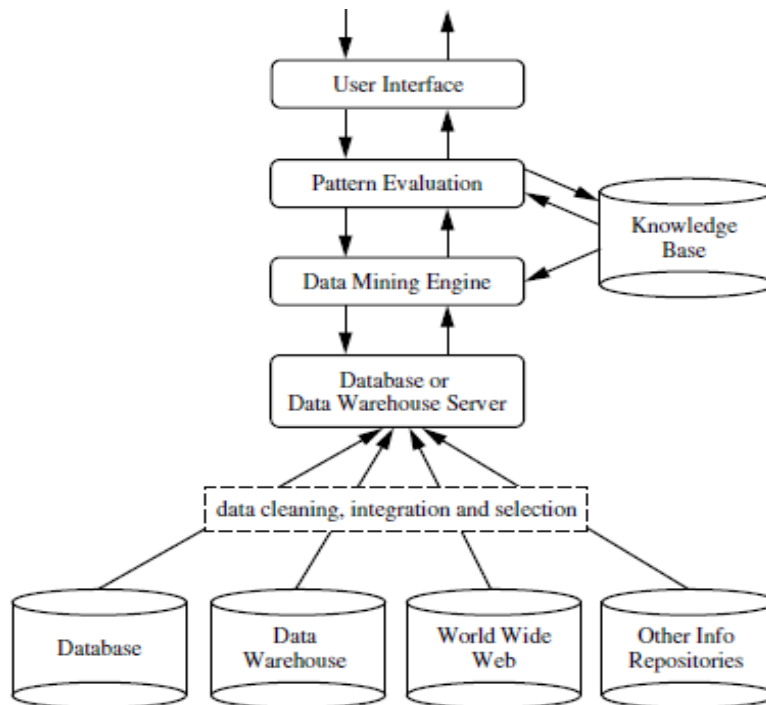 User Interface
Pattern Evaluation
Knowledge
Base
Data Mining Engine
Database or
Data Warehouse Server
data cleaning, integration and selection
Database
Data
Warehouse
World Wide
Web
Other Info
Repositories